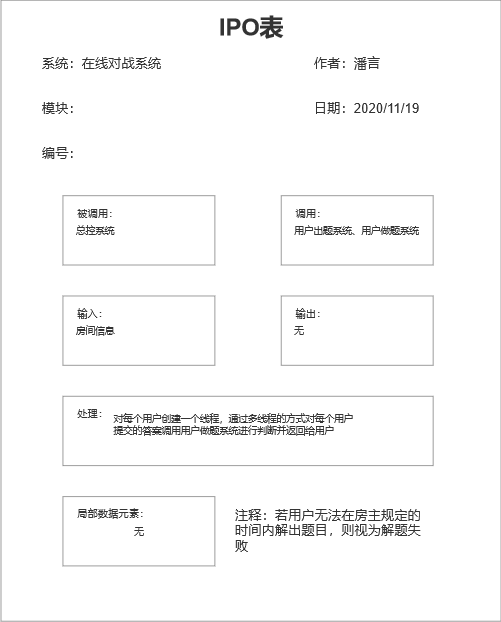 IPO表
系统：在线对战系统
作者：潘言
模块：
日期：2020/11/19
编号：
被调用：
总控系统
调用：
用户出题系统、用户做题系统
输入：
房间信息
输出：
无
处理：
对每个用户创建一个线程，通过多线程的方式对每个用户
提交的答案调用用户做题系统进行判断并返回给用户
局部数据元素：
无
注释：若用户无法在房主规定的
时间内解出题目，则视为解题失
败